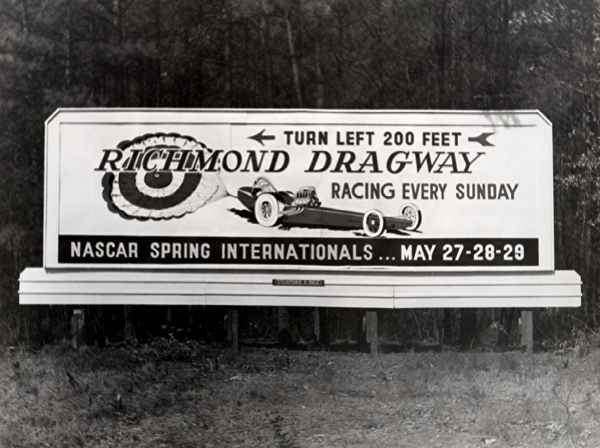 TURN LEFT 200 FEET
RICHMOND DRAGWAY
RACING EVERY SUNDAY
NASCAR SPRING INTERNATIONALS... MAY 27-28-29